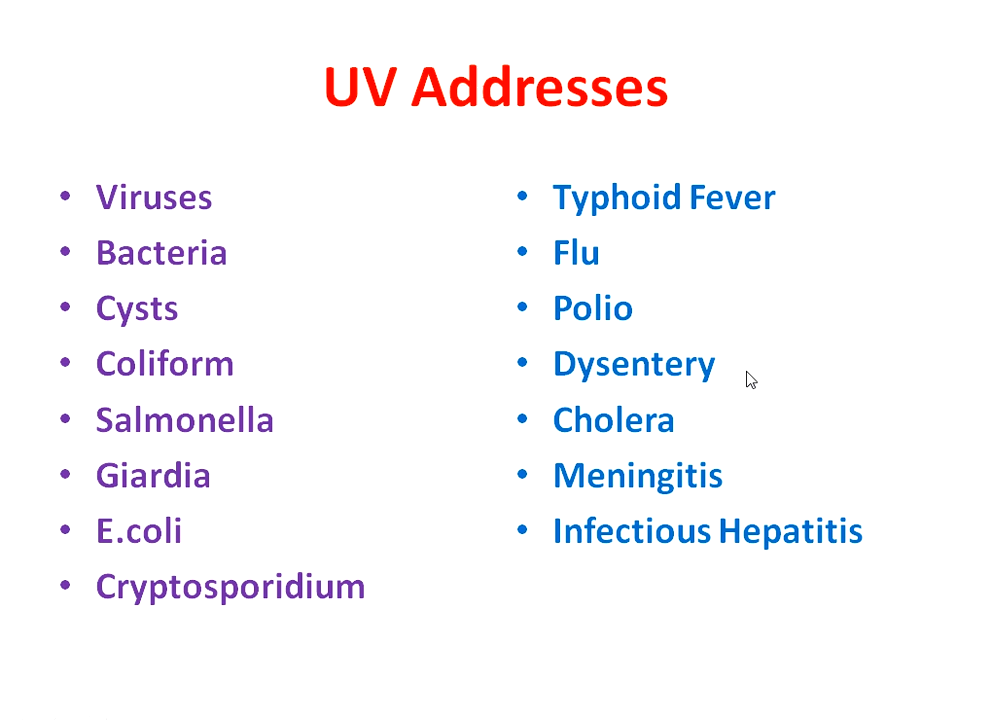 UV Addresses
• Viruses
• Bacteria
• Cysts
• Coliform
• Salmonella
• Giardia
• E.coli
• Cryptosporidium
• Typhoid Fever
• Flu
• Polio
• Dysentery
• Cholera
• Meningitis
• Infectious Hepatitis